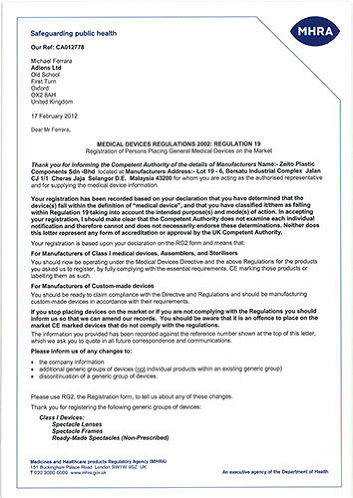 Safeguarding public health
MHRA
Our Ref: CA012778
Michael Ferrara
Adlens Ltd
Old School
First Turn
Oxford
OX2 8AH
United Kingdom
17 February 2012
Dear Mr Ferrara,
MEDICAL DEVICES REGULATIONS 2002: REGULATION 19
Registration of Persons Placing General Medical Devices on the Market
Thank you for informing the Competent Authority of the details of Manufacturers Name:- Zeito Plastic
Components Sdn -Bhd located at Manufacturers Address:- Lot 19 - 6, Bersatu Industrial Complex Jalan
CJ 1/1 Cheras Jaja Selangor D.E. Malaysia 43200 for whom you are acting as the authorised representative
and for supplying the medical device information.
Your registration has been recorded based on your declaration that you have determined that the
device(s) fall within the definition of "medical device", and that you have classified it/them as falling
within Regulation 19 taking into account the intended purpose(s) and mode(s) of action. In accepting
your registration, I should make clear that the Competent Authority does not examine each individual
notification and therefore cannot and does not necessarily endorse these determinations. Neither does
this letter represent any form of accreditation or approval by the UK Competent Authority.
Your registration is based upon your declaration on the RG2 form and means that:
For Manufacturers of Class I medical devices, Assemblers, and Sterilisers
You should now be operating under the Medical Devices Directive and the above Regulations for the products
you asked us to register, by fully complying with the essential requirements, CE marking those products or
labelling them as such.
For Manufacturers of Custom-made devices
You should be ready to claim compliance with the Directive and Regulations and should be manufacturing
custom-made devices in accordance with their requirements.
If you stop placing devices on the market or if you are not complying with the Regulations you should
inform us so that we can amend our records. You should be aware that it is an offence to place on the
market CE marked devices that do not comply with the regulations.
The information you provided has been recorded against the reference number shown at the top of this letter,
which we ask you to quote in all future correspondence and communications.
Please inform us of any changes to:
• the company information
• additional generic groups of devices (not individual products within an existing generic group)
• discontinuation of a generic group of devices.
Please use RG2, the Registration form, to tell us about any of these changes.
Thank you for registering the following generic groups of devices:
Class I Devices:
Spectacle Lenses
Spectacle Frames
Ready-Made Spectacles (Non-Prescribed)
Medicines and Healthcare products Regulatory Agency (MHRA)
151 Buckingham Palace Road London SW1W 9SZ UK
T 020 3080 6000 www.mhra.gov.uk
An executive agency of the Department of Health